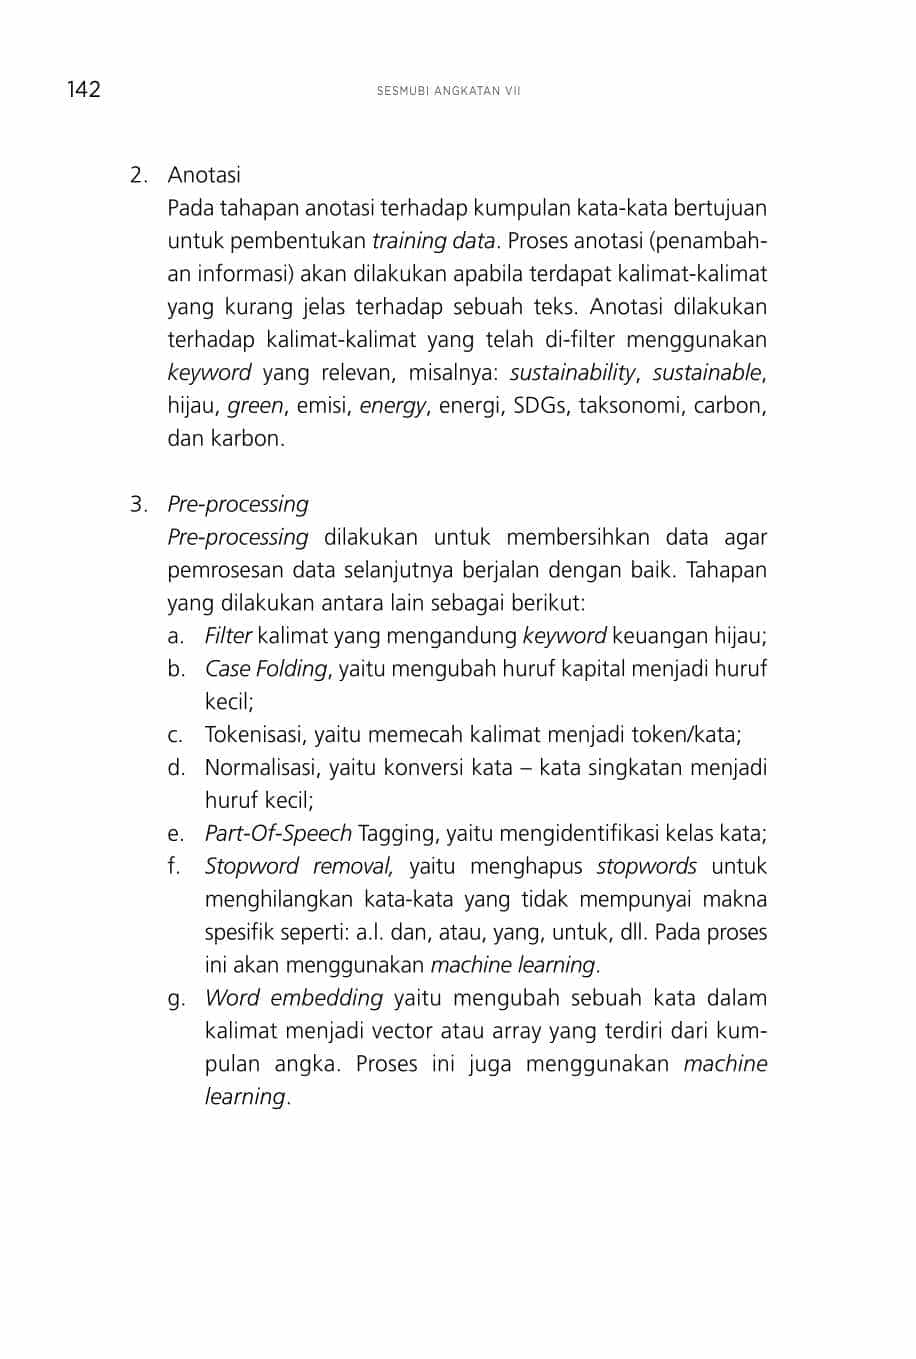 142
SESMUBI ANGKATAN VII
2. Anotasi
Pada tahapan anotasi terhadap kumpulan kata-kata bertujuan
untuk pembentukan training data. Proses anotasi (penambah-
an informasi) akan dilakukan apabila terdapat kalimat-kalimat
yang kurang jelas terhadap sebuah teks. Anotasi dilakukan
terhadap kalimat-kalimat yang telah di-filter menggunakan
keyword yang relevan, misalnya: sustainability, sustainable,
hijau, green, emisi, energy, energi, SDGs, taksonomi, carbon,
dan karbon.
3. Pre-processing
Pre-processing dilakukan untuk membersihkan data agar
pemrosesan data selanjutnya berjalan dengan baik. Tahapan
yang dilakukan antara lain sebagai berikut:
a. Filter kalimat yang mengandung keyword keuangan hijau;
b. Case Folding, yaitu mengubah huruf kapital menjadi huruf
kecil;
c. Tokenisasi, yaitu memecah kalimat menjadi token/kata;
d. Normalisasi, yaitu konversi kata – kata singkatan menjadi
huruf kecil;
e. Part-Of-Speech Tagging, yaitu mengidentifikasi kelas kata;
f. Stopword removal, yaitu menghapus stopwords untuk
menghilangkan kata-kata yang tidak mempunyai makna
spesifik seperti: a.l. dan, atau, yang, untuk, dll. Pada proses
ini akan menggunakan machine learning.
g. Word embedding yaitu mengubah sebuah kata dalam
kalimat menjadi vector atau array yang terdiri dari kum-
pulan angka. Proses ini juga menggunakan machine
learning.